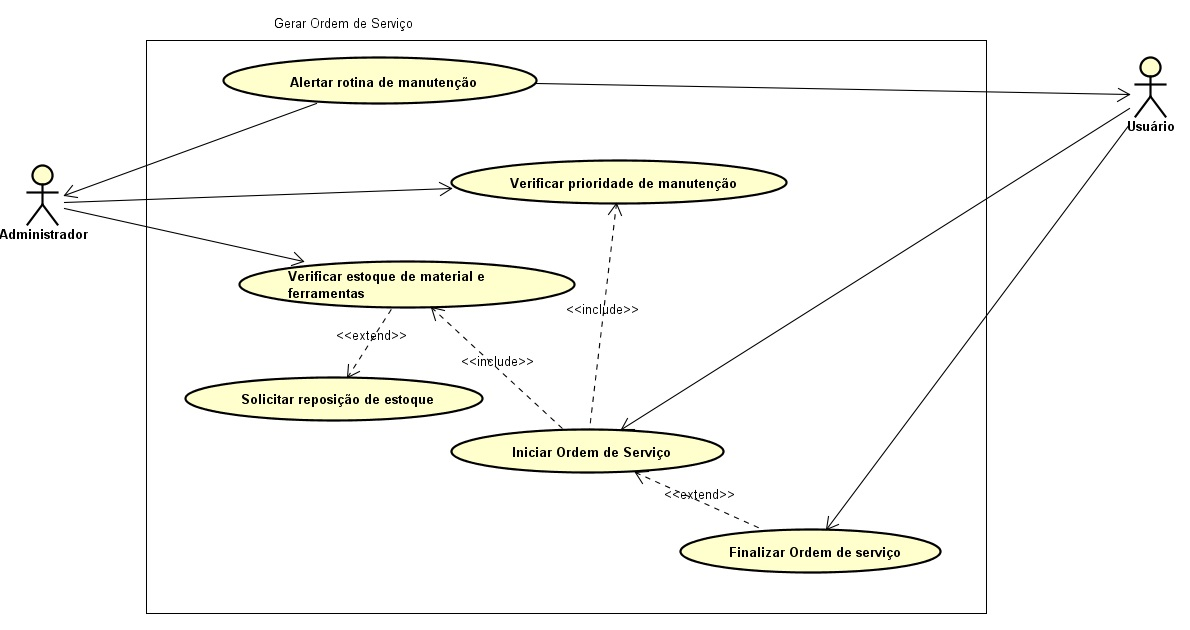 Gerar Ordem de Serviço
Alertar rotina de manutenção
Usuário
Verificar prioridade de manutenção
Administrador
Verificar estoque de material e
ferramentas
<<include>>
<<extend>>
<<include>>
Solicitar reposição de estoque
Iniciar Ordem de Serviço
<<extend>>
Finalizar Ordem de serviço